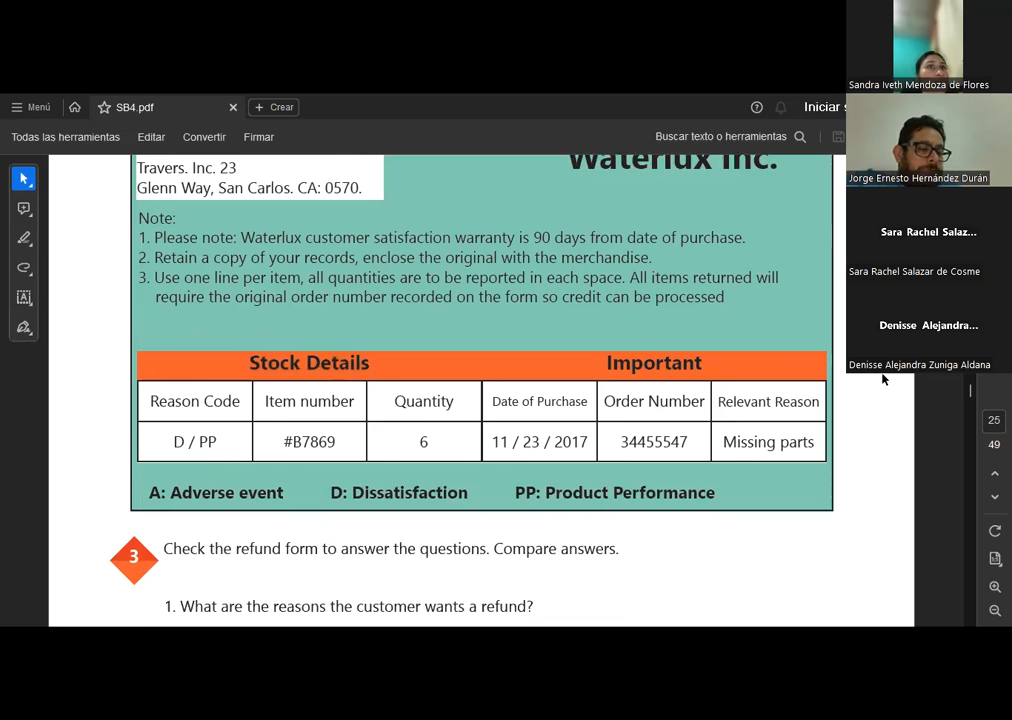 Sandra Iveth Mendoza de Flores
Menú
SB4.pdf
Crear
Iniciar s
Todas las herramientas
Editar
Convertir
Firmar
Buscar texto o herramientas
Jorge Ernesto Hernández Durán
Sara Rachel Salaz...
Sara Rachel Salazar de Cosme
Denisse Alejandra...
Denisse Alejandra Zuniga Aldana
Travers. Inc. 23
Glenn Way, San Carlos. CA: 0570.
Waterlux Inc.
Note:
1. Please note: Waterlux customer satisfaction warranty is 90 days from date of purchase.
2. Retain a copy of your records, enclose the original with the merchandise.
3. Use one line per item, all quantities are to be reported in each space. All items returned will
require the original order number recorded on the form so credit can be processed
Stock Details Important
Reason Code Item number Quantity Date of Purchase Order Number Relevant Reason
D / PP #B7869 6 11 / 23 / 2017 34455547 Missing parts
A: Adverse event D: Dissatisfaction PP: Product Performance
3 Check the refund form to answer the questions. Compare answers.
1. What are the reasons the customer wants a refund?
25
49